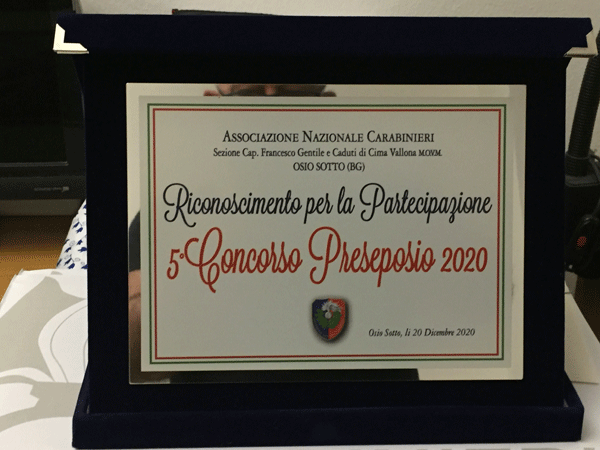 Associazione Nazionale Carabinieri
Sezione Cap. Francesco Gentile e Caduti di Cima Vallona M.O.V.M.
OSIO SOTTO (BG)
Riconoscimento per la Partecipazione
5° Concorso Preseposio 2020
Osio Sotto, li 20 Dicembre 2020